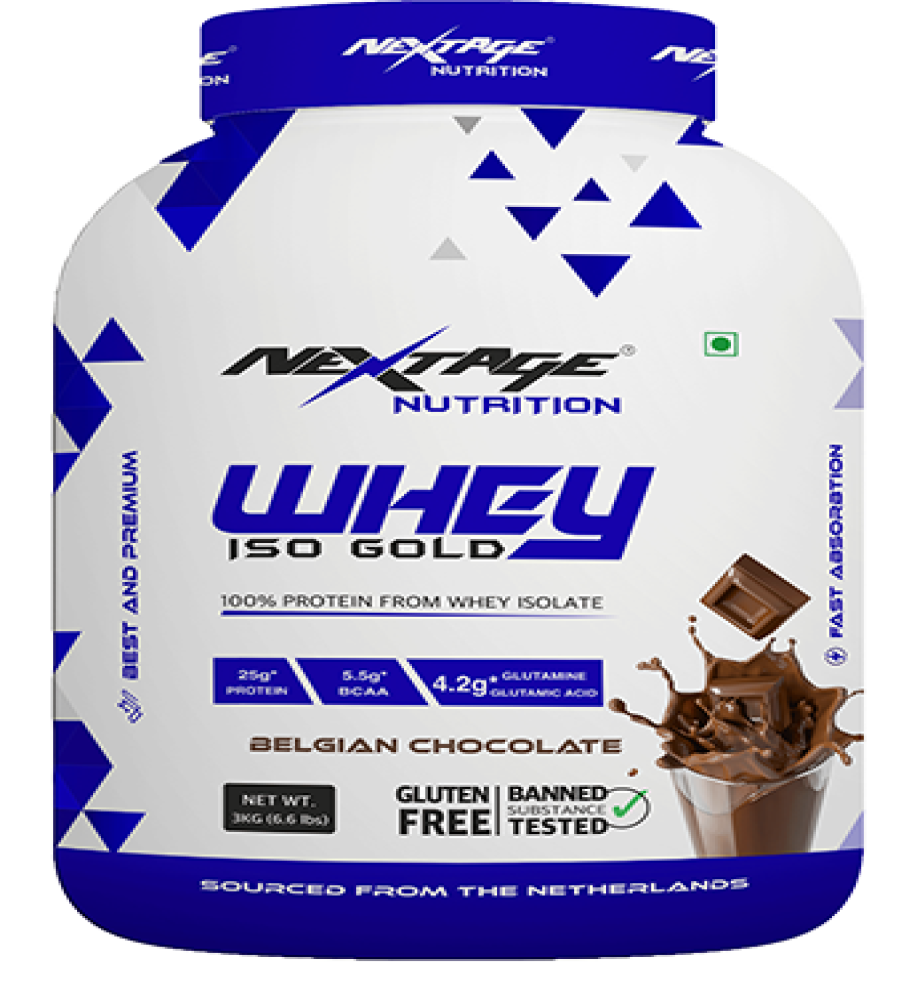 NEXTAGE®
NUTRITION
NEXTAGE®
NUTRITION
WHEY
ISO GOLD
100% PROTEIN FROM WHEY ISOLATE
25g*
PROTEIN
5.5g*
BCAA
4.2g*
GLUTAMINE
GLUTAMIC ACID
BELGIAN CHOCOLATE
NET WT.
3KG (6.6 lbs)
GLUTEN
FREE
BANNED
SUBSTANCE
TESTED
SOURCED FROM THE NETHERLANDS
BEST AND PREMIUM
FAST ABSORBTION